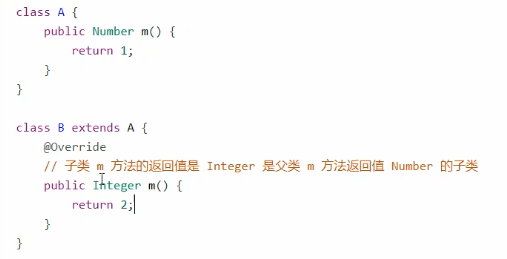 class A {
    public Number m() {
        return 1;
    }
}
class B extends A {
    @Override
    // 子类 m 方法的返回值是 Integer 是父类 m 方法返回值 Number 的子类
    public Integer m() {
        return 2;
    }
}